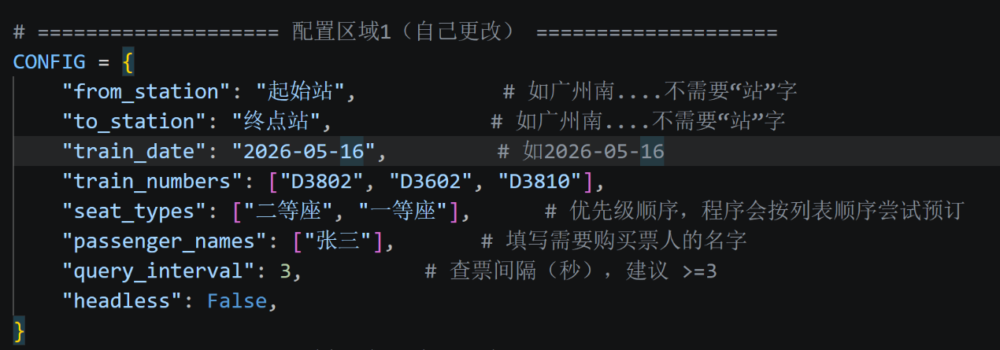 # ==================== 配置区域1（自己更改） ====================
CONFIG = {
    "from_station": "起始站",            # 如广州南....不需要“站”字
    "to_station": "终点站",             # 如广州南....不需要“站”字
    "train_date": "2026-05-16",         # 如2026-05-16
    "train_numbers": ["D3802", "D3602", "D3810"],
    "seat_types": ["二等座", "一等座"],      # 优先级顺序，程序会按列表顺序尝试预订
    "passenger_names": ["张三"],       # 填写需要购买票人的名字
    "query_interval": 3,          # 查票间隔（秒），建议 >=3
    "headless": False,
}